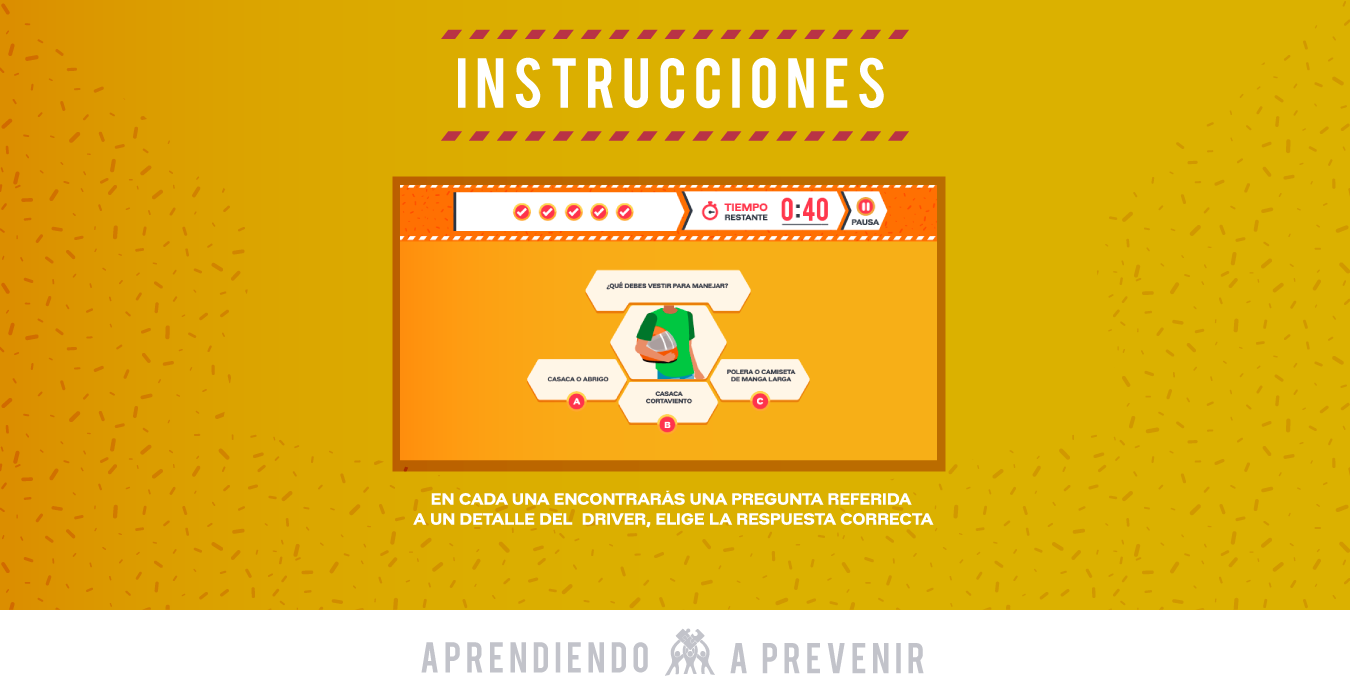 INSTRUCCIONES
TIEMPO
RESTANTE
0:40
PAUSA
¿QUÉ DEBES VESTIR PARA MANEJAR?
CASACA O ABRIGO
A
CASACA
CORTAVIENTO
B
POLERA O CAMISETA
DE MANGA LARGA
C
EN CADA UNA ENCONTRARÁS UNA PREGUNTA REFERIDA
A UN DETALLE DEL DRIVER, ELIGE LA RESPUESTA CORRECTA
APRENDIENDO A PREVENIR